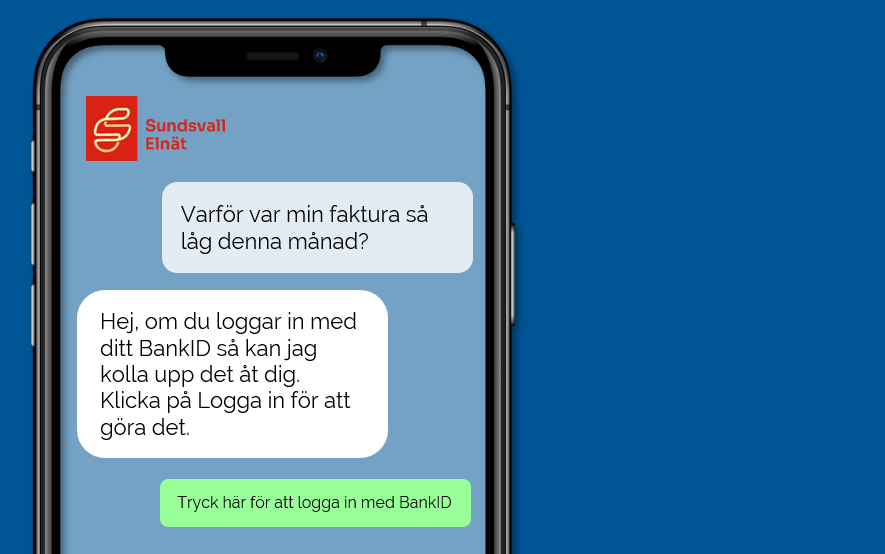 Sundsvall
Elnät
Varför var min faktura så
låg denna månad?
Hej, om du loggar in med
ditt BankID så kan jag
kolla upp det åt dig.
Klicka på Logga in för att
göra det.
Tryck här för att logga in med BankID